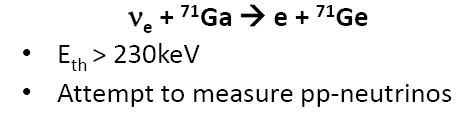 νₑ + ⁷¹Ga → e + ⁷¹Ge
• Eₜₕ > 230keV
• Attempt to measure pp-neutrinos